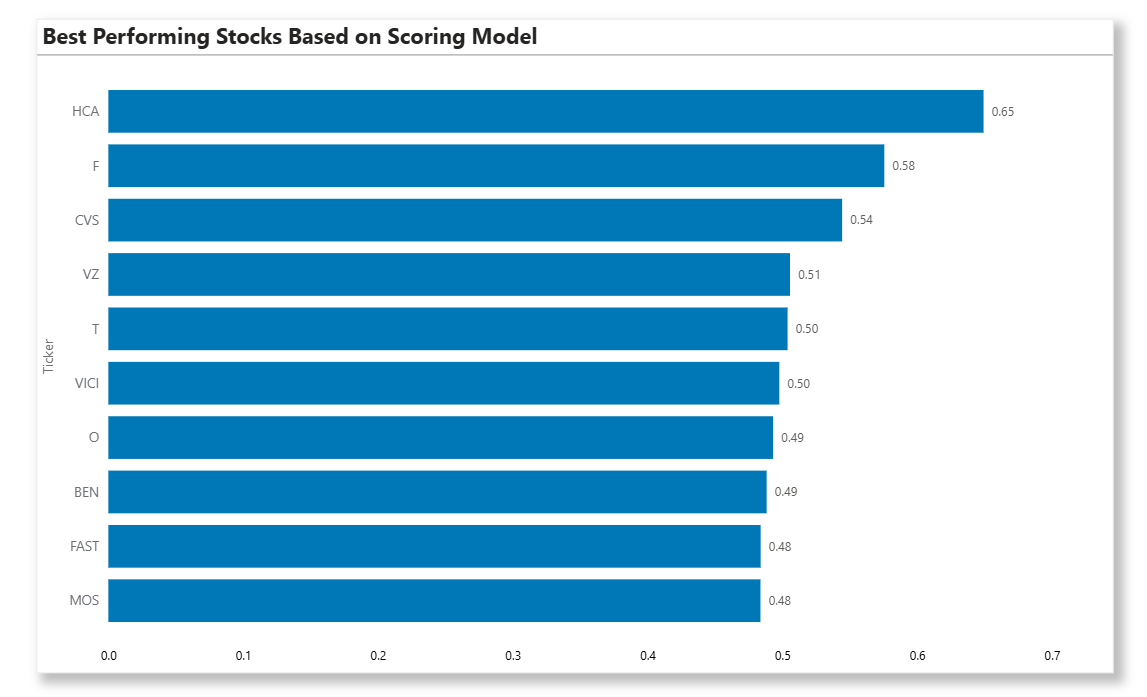 Best Performing Stocks Based on Scoring Model
Ticker
HCA 0.65
F 0.58
CVS 0.54
VZ 0.51
T 0.50
VICI 0.50
O 0.49
BEN 0.49
FAST 0.48
MOS 0.48
0.0 0.1 0.2 0.3 0.4 0.5 0.6 0.7